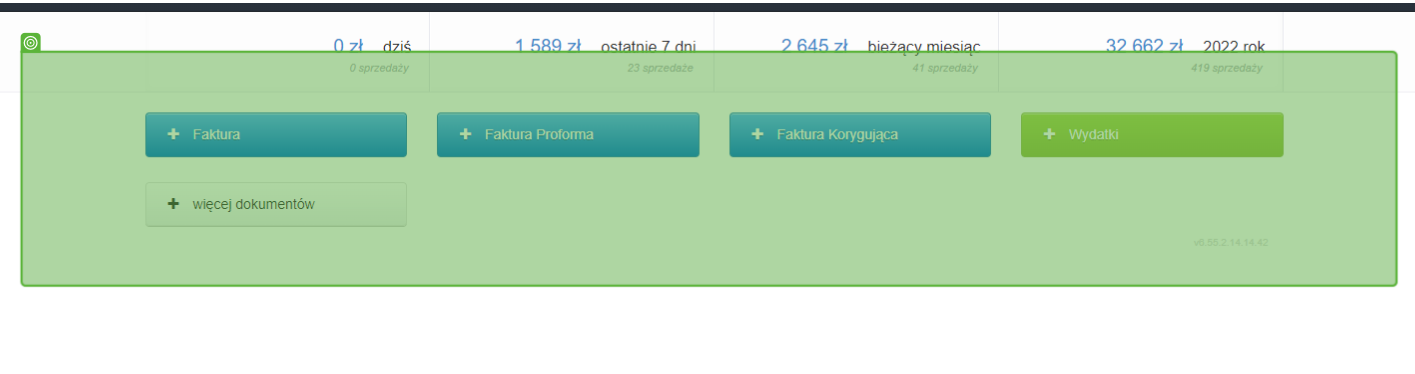 0 zł dziś 1 589 zł ostatnie 7 dni 2 645 zł bieżący miesiąc 32 662 zł 2022 rok
0 sprzedaży 23 sprzedaże 41 sprzedaży 419 sprzedaży
+ Faktura + Faktura Proforma + Faktura Korygująca + Wydatki
+ więcej dokumentów
v6.55.2.14.14.42